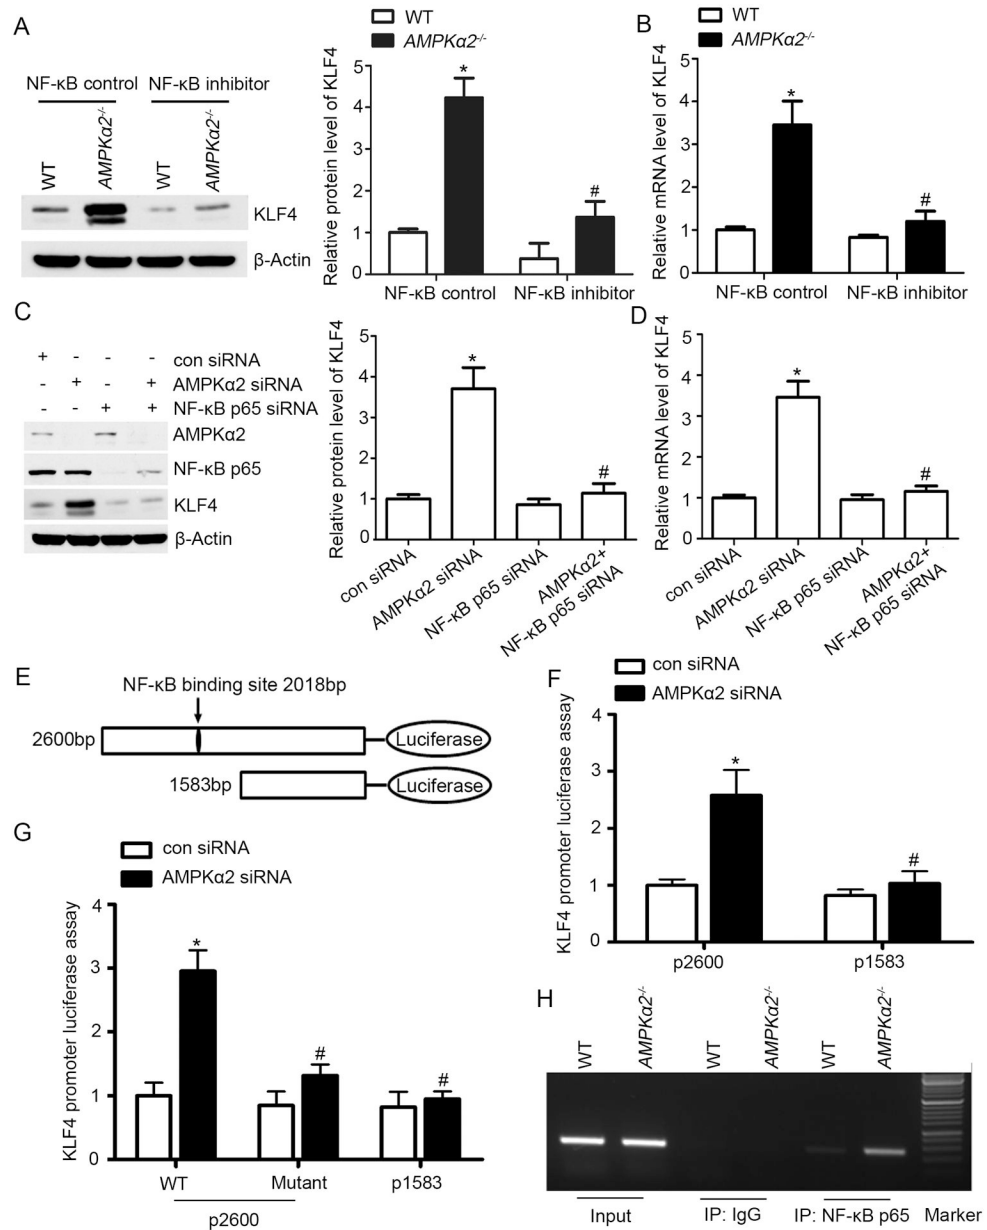 A
NF-κB control NF-κB inhibitor
WT AMPKα2-/- WT AMPKα2-/-
KLF4
β-Actin
WT
AMPKα2-/-
Relative protein level of KLF4
5
4
3
2
1
0
*
#
NF-κB control NF-κB inhibitor
B
WT
AMPKα2-/-
Relative mRNA level of KLF4
5
4
3
2
1
0
*
#
NF-κB control NF-κB inhibitor
C
+ - - - con siRNA
- + - + AMPKα2 siRNA
- - + + NF-κB p65 siRNA
AMPKα2
NF-κB p65
KLF4
β-Actin
Relative protein level of KLF4
5
4
3
2
1
0
*
#
con siRNA
AMPKα2 siRNA
NF-κB p65 siRNA
AMPKα2+
NF-κB p65 siRNA
D
Relative mRNA level of KLF4
5
4
3
2
1
0
*
#
con siRNA
AMPKα2 siRNA
NF-κB p65 siRNA
AMPKα2+
NF-κB p65 siRNA
E
NF-κB binding site 2018bp
2600bp Luciferase
1583bp Luciferase
F
con siRNA
AMPKα2 siRNA
KLF4 promoter luciferase assay
4
3
2
1
0
*
#
p2600 p1583
G
con siRNA
AMPKα2 siRNA
KLF4 promoter luciferase assay
4
3
2
1
0
*
#
#
WT Mutant p1583
p2600
H
WT AMPKα2-/- WT AMPKα2-/- WT AMPKα2-/-
Input IP: IgG IP: NF-κB p65 Marker